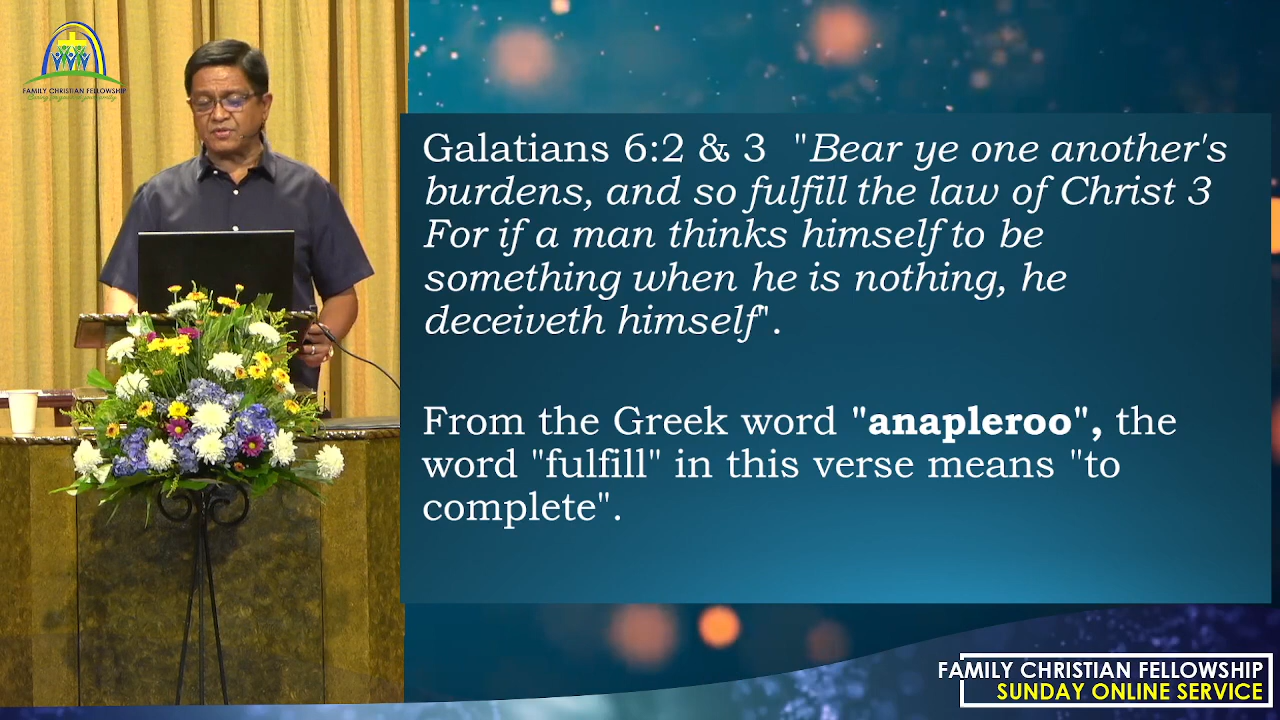 FAMILY CHRISTIAN FELLOWSHIP
Galatians 6:2 & 3  "Bear ye one another's
burdens, and so fulfill the law of Christ 3
For if a man thinks himself to be
something when he is nothing, he
deceiveth himself".
From the Greek word "anapleroo", the
word "fulfill" in this verse means "to
complete".
FAMILY CHRISTIAN FELLOWSHIP
SUNDAY ONLINE SERVICE